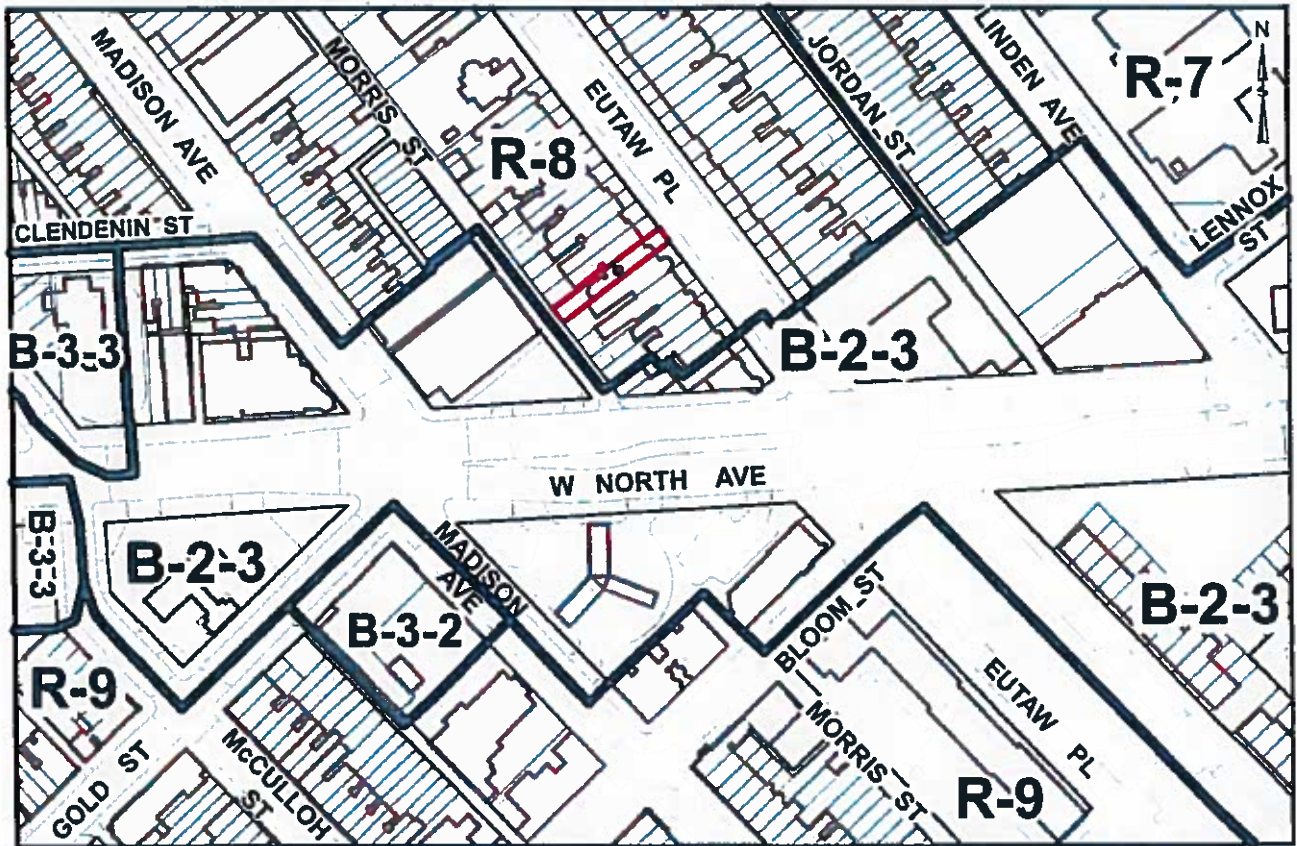 MADISON AVE
MORRIS ST
EUTAW PL
JORDAN ST
LINDEN AVE
R-7
N
R-8
LENNOX
ST
CLENDENIN ST
B-3-3
B-2-3
W NORTH AVE
B-3-3
B-2-3
MADISON
AVE
B-3-2
BLOOM ST
B-2-3
R-9
EUTAW PL
MORRIS ST
GOLD ST
McCULLOH
ST
R-9